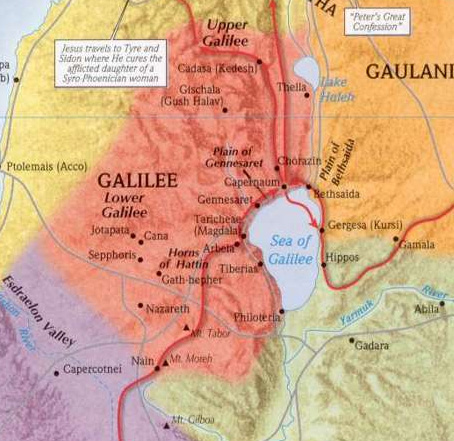 HA
"Peter's Great
Confession"
Upper
Galilee
Jesus travels to Tyre and
Sidon where He cures the
afflicted daughter of a
Syro Phoenician woman
Cadasa (Kedesh)
GAULANI
Thella
Lake
Huleh
Gischala
(Gush Halav)
Plain of
Gennesaret
Chorazin
Plain of
Bethsaida
Ptolemais (Acco)
GALILEE
Capernaum
Bethsaida
Lower
Galilee
Gennesaret
Taricheae
(Magdala)
Gergesa (Kursi)
Jotapata
Cana
Arbela
Sea of
Galilee
Gamala
Sepphoris
Horns
of Hattin
Hippos
Tiberias
Gath-hepher
Esdraelon Valley
River
Nazareth
Philoteria
Yarmuk
River
Abila
Mt. Tabor
Gadara
Nain
Mt. Moreh
Capercotnei
Mt. Gilboa